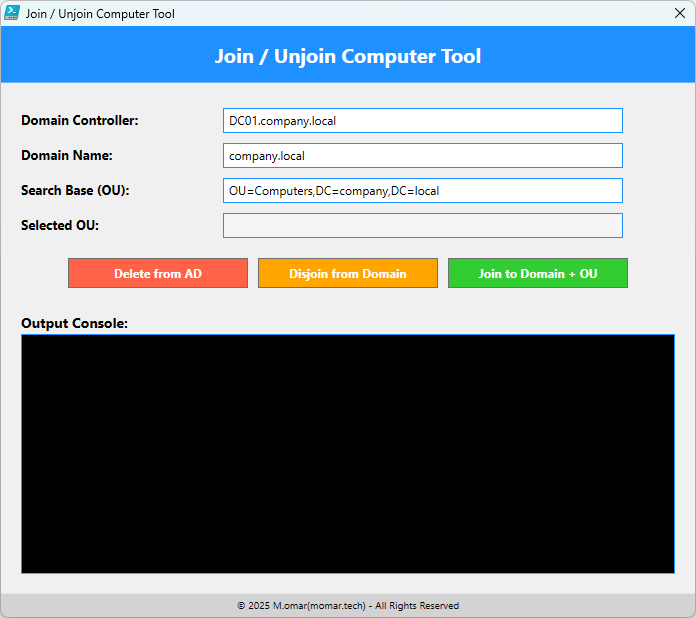 Join / Unjoin Computer Tool
Join / Unjoin Computer Tool
Domain Controller: DC01.company.local
Domain Name: company.local
Search Base (OU): OU=Computers,DC=company,DC=local
Selected OU:
Delete from AD Disjoin from Domain Join to Domain + OU
Output Console:
© 2025 M.omar(momar.tech) - All Rights Reserved